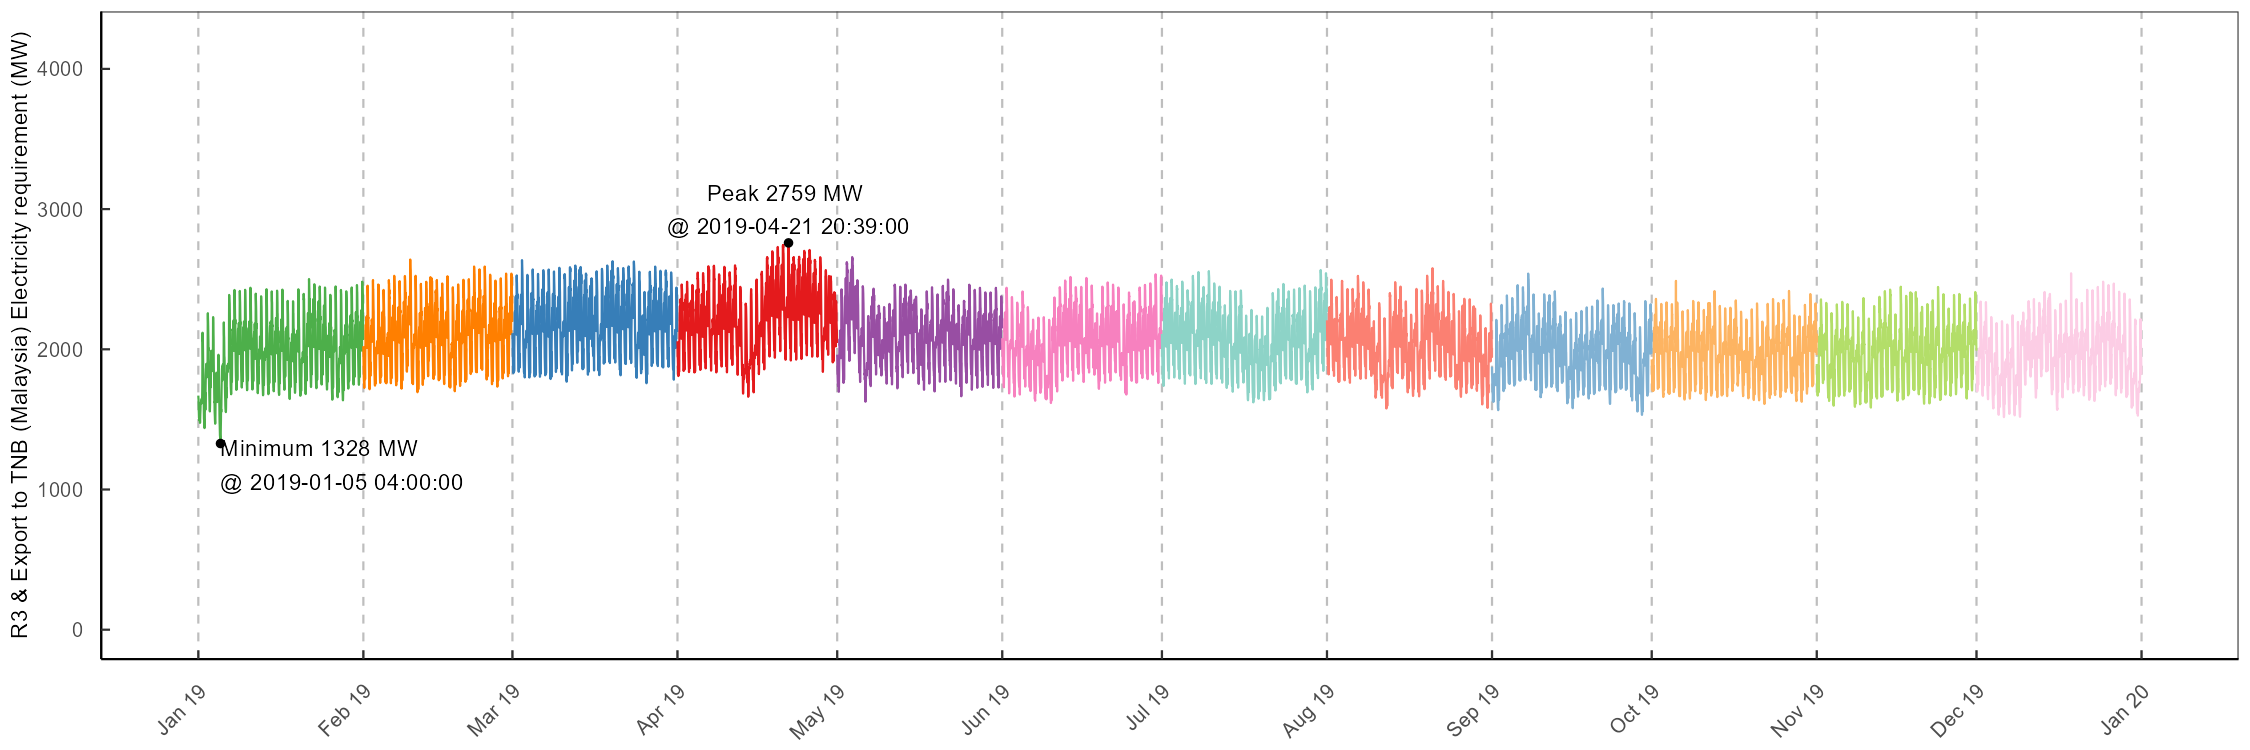 R3 & Export to TNB (Malaysia) Electricity requirement (MW)
4000
3000
2000
1000
0
Peak 2759 MW
@ 2019-04-21 20:39:00
Minimum 1328 MW
@ 2019-01-05 04:00:00
Jan 19
Feb 19
Mar 19
Apr 19
May 19
Jun 19
Jul 19
Aug 19
Sep 19
Oct 19
Nov 19
Dec 19
Jan 20